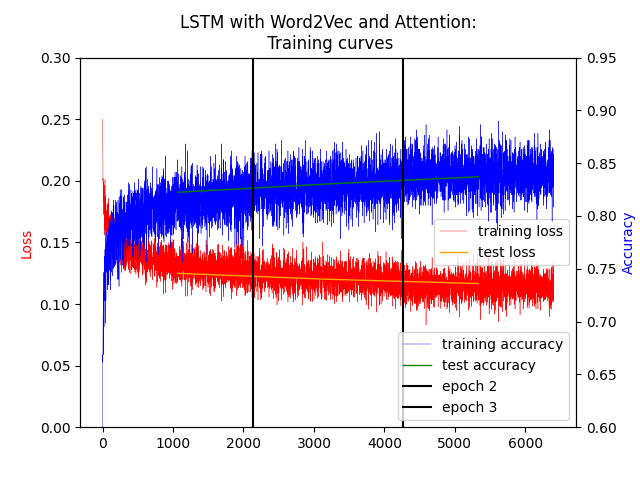 LSTM with Word2Vec and Attention:
Training curves
0.30
0.25
0.20
0.15
0.10
0.05
0.00
Loss
0.95
0.90
0.85
0.80
0.75
0.70
0.65
0.60
Accuracy
training loss
test loss
training accuracy
test accuracy
epoch 2
epoch 3
0 1000 2000 3000 4000 5000 6000